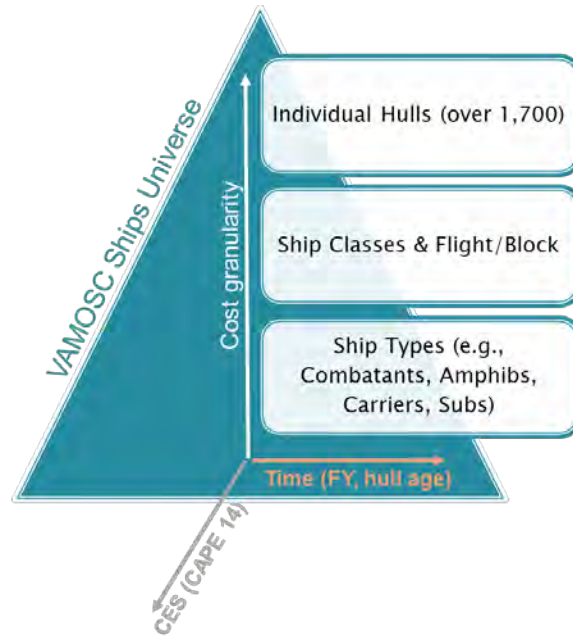 VAMOSC Ships Universe
Cost granularity
Individual Hulls (over 1,700)
Ship Classes & Flight/Block
Ship Types (e.g.,
Combatants, Amphibs,
Carriers, Subs)
Time (FY, hull age)
CES (CAPE 14)